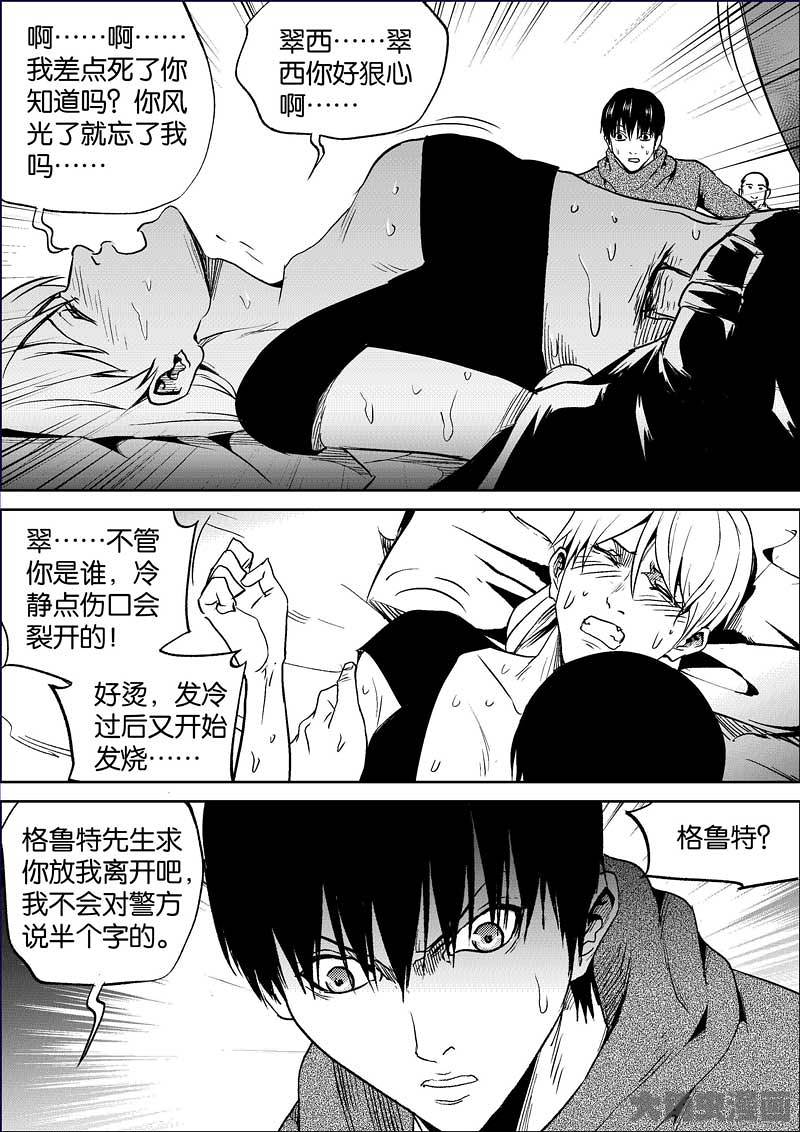 翠西……翠
西你好狠心
啊……
啊……啊……
我差点死了你
知道吗？你风
光了就忘了我
吗……
翠……不管
你是谁，冷
静点伤口会
裂开的！
好烫，发冷
过后又开始
发烧……
格鲁特？
格鲁特先生求
你放我离开吧，
我不会对警方
说半个字的。